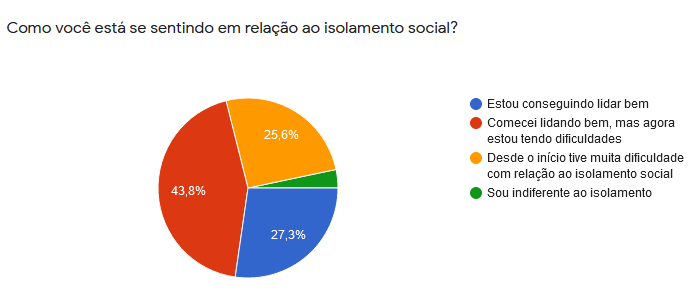 Como você está se sentindo em relação ao isolamento social?
25,6%
43,8%
27,3%
Estou conseguindo lidar bem
Comecei lidando bem, mas agora
estou tendo dificuldades
Desde o início tive muita dificuldade
com relação ao isolamento social
Sou indiferente ao isolamento